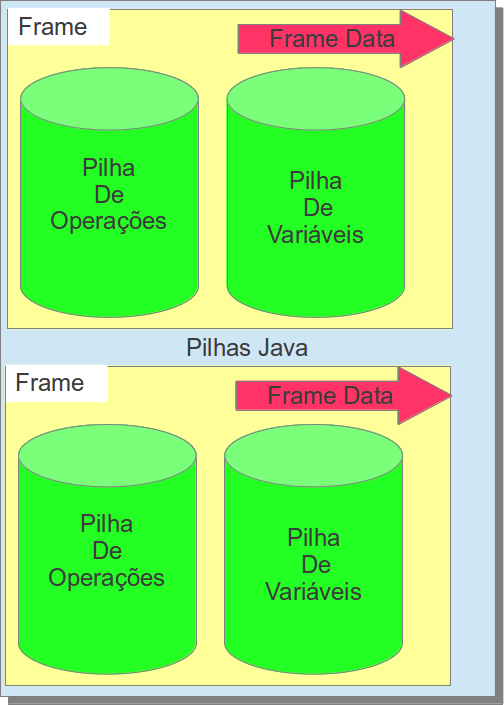 Frame
Frame Data
Pilha
De
Operações
Pilha
De
Variáveis
Pilhas Java
Frame
Frame Data
Pilha
De
Operações
Pilha
De
Variáveis